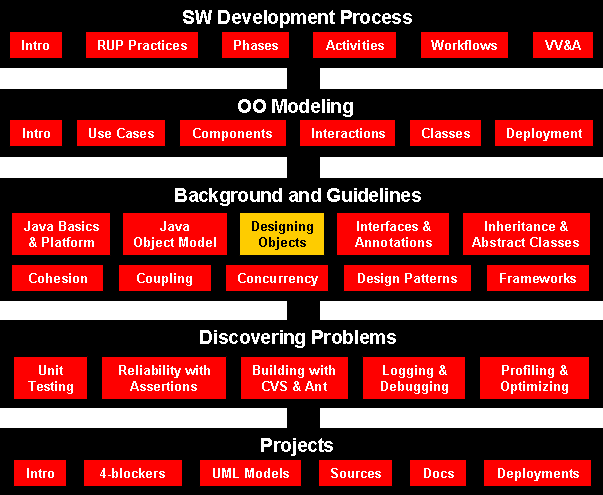 SW Development Process
Intro RUP Practices Phases Activities Workflows VV&A
OO Modeling
Intro Use Cases Components Interactions Classes Deployment
Background and Guidelines
Java Basics & Platform
Java Object Model
Designing Objects
Interfaces & Annotations
Inheritance & Abstract Classes
Cohesion Coupling Concurrency Design Patterns Frameworks
Discovering Problems
Unit Testing
Reliability with Assertions
Building with CVS & Ant
Logging & Debugging
Profiling & Optimizing
Projects
Intro 4-blockers UML Models Sources Docs Deployments